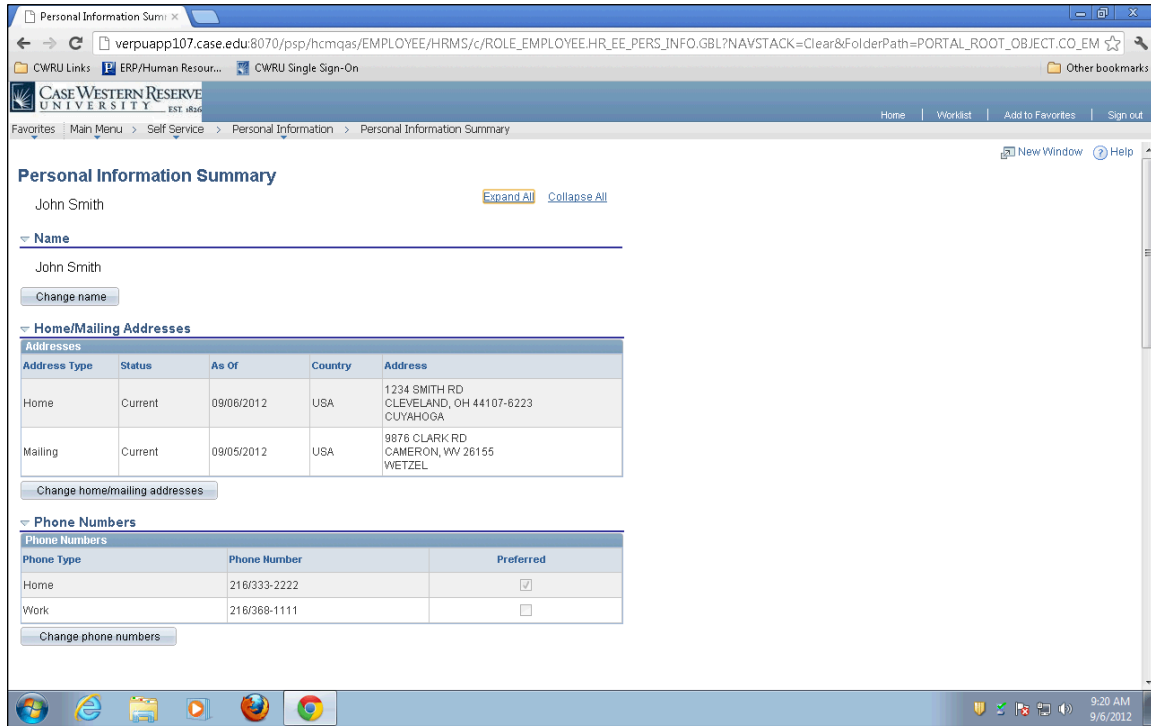 Personal Information Summ
verpuapp107.case.edu:8070/psp/hcmqas/EMPLOYEE/HRMS/c/ROLE_EMPLOYEE.HR_EE_PERS_INFO.GBL?NAVSTACK=Clear&FolderPath=PORTAL_ROOT_OBJECT.CO_EM
CWRU Links ERP/Human Resour... CWRU Single Sign-On Other bookmarks
CASE WESTERN RESERVE
UNIVERSITY EST. 1826
Home | Worklist | Add to Favorites | Sign out
Favorites Main Menu > Self Service > Personal Information > Personal Information Summary
New Window ? Help
Personal Information Summary
John Smith Expand All Collapse All
Name
John Smith
Change name
Home/Mailing Addresses
Addresses
Address Type Status As Of Country Address
Home Current 09/06/2012 USA 1234 SMITH RD
CLEVELAND, OH 44107-6223
CUYAHOGA
Mailing Current 09/05/2012 USA 9876 CLARK RD
CAMERON, WV 26155
WETZEL
Change home/mailing addresses
Phone Numbers
Phone Numbers
Phone Type Phone Number Preferred
Home 216/333-2222
Work 216/368-1111
Change phone numbers
9:20 AM
9/6/2012